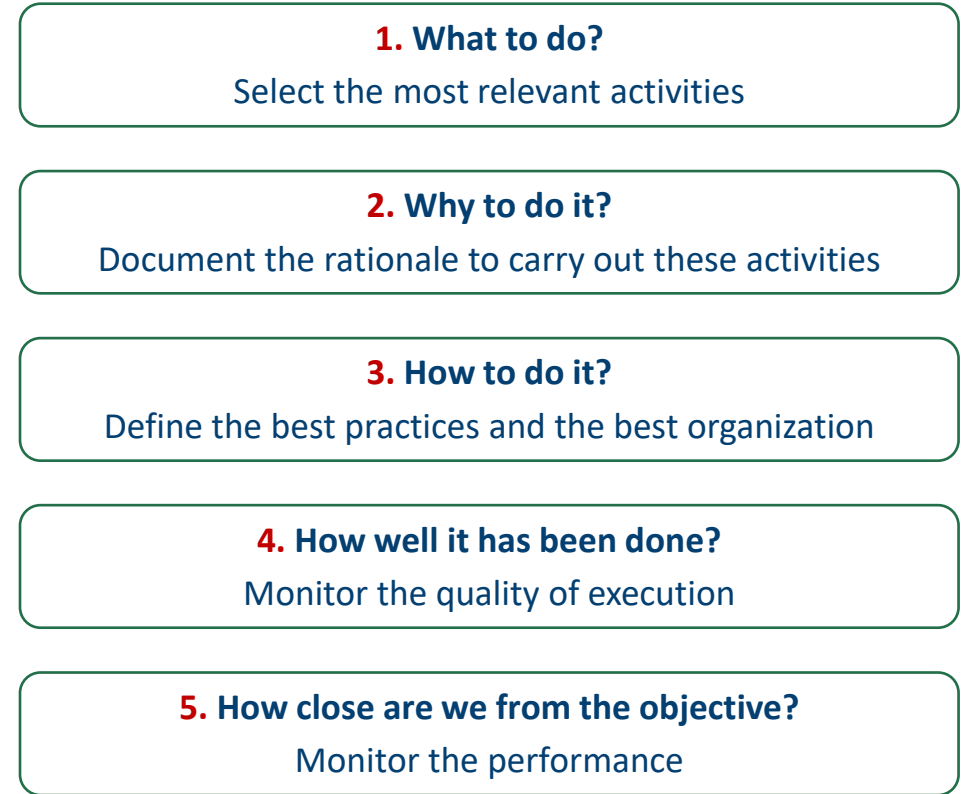 1. What to do?
Select the most relevant activities
2. Why to do it?
Document the rationale to carry out these activities
3. How to do it?
Define the best practices and the best organization
4. How well it has been done?
Monitor the quality of execution
5. How close are we from the objective?
Monitor the performance